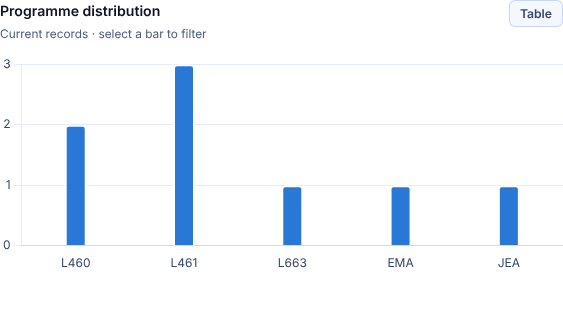 Programme distribution
Table
Current records · select a bar to filter
3
2
1
0
L460 L461 L663 EMA JEA